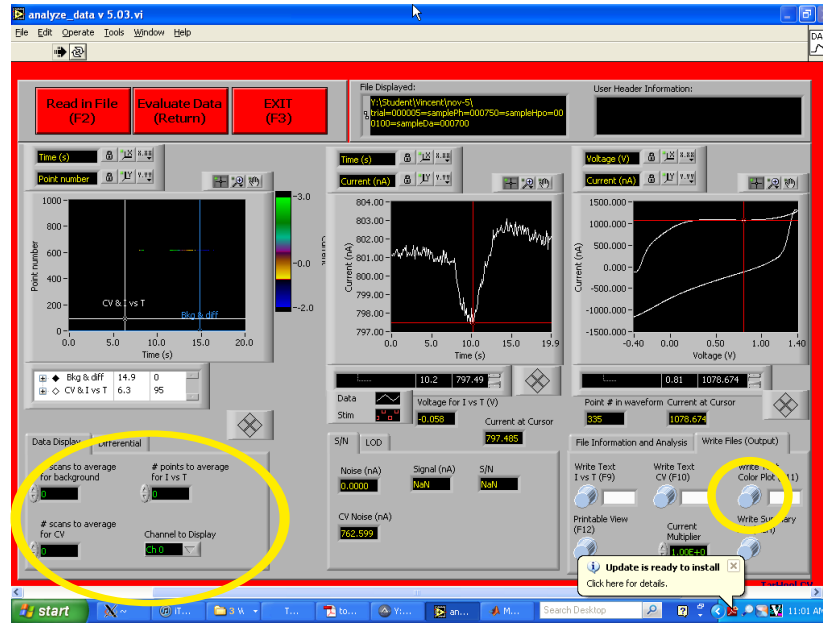 analyze_data v 5.03.vi
File Edit Operate Tools Window Help
DA
Read in File
(F2)
Evaluate Data
(Return)
EXIT
(F3)
File Displayed:
Y:\Student\Vincent\nov-5\
trial=000005=samplePh=000750=sampleHpo=00
0100=sampleDa=000700
User Header Information:
Time (s)
Point number
1000
800
600
400
200
0
Point number
CV & I vs T
Bkg & diff
0.0 5.0 10.0 15.0 20.0
Time (s)
3.0
0.0
-2.0
Bkg & diff 14.9 0
CV & I vs T 6.3 95
Time (s)
Current (nA)
804.00
803.00
802.00
801.00
800.00
799.00
798.00
797.00
Current (nA)
0.0 5.0 10.0 15.0 19.9
Time (s)
10.2 797.49
Data
Stim
Voltage for I vs T (V)
-0.058
Current at Cursor
797.485
Voltage (V)
Current (nA)
1500.000
1000.000
500.000
0.000
-500.000
-1000.000
-1500.000
Current (nA)
-0.40 0.00 0.50 1.00 1.40
Voltage (V)
0.81 1078.674
Point # in waveform Current at Cursor
335 1078.674
Data Display Differential
# scans to average
for background
0
# points to average
for I vs T
0
# scans to average
for CV
0
Channel to Display
Ch 0
S/N LOD
Noise (nA) Signal (nA) S/N
0.0000 NaN NaN
CV Noise (nA)
762.599
File Information and Analysis Write Files (Output)
Write Text
I vs T (F9)
Write Text
CV (F10)
Color Plot
Printable View
(F12)
Current
Multiplier
1.00E+0
Update is ready to install
Click here for details.
start
iT...
T...
to...
Y:...
an...
M...
Search Desktop
11:01 AM